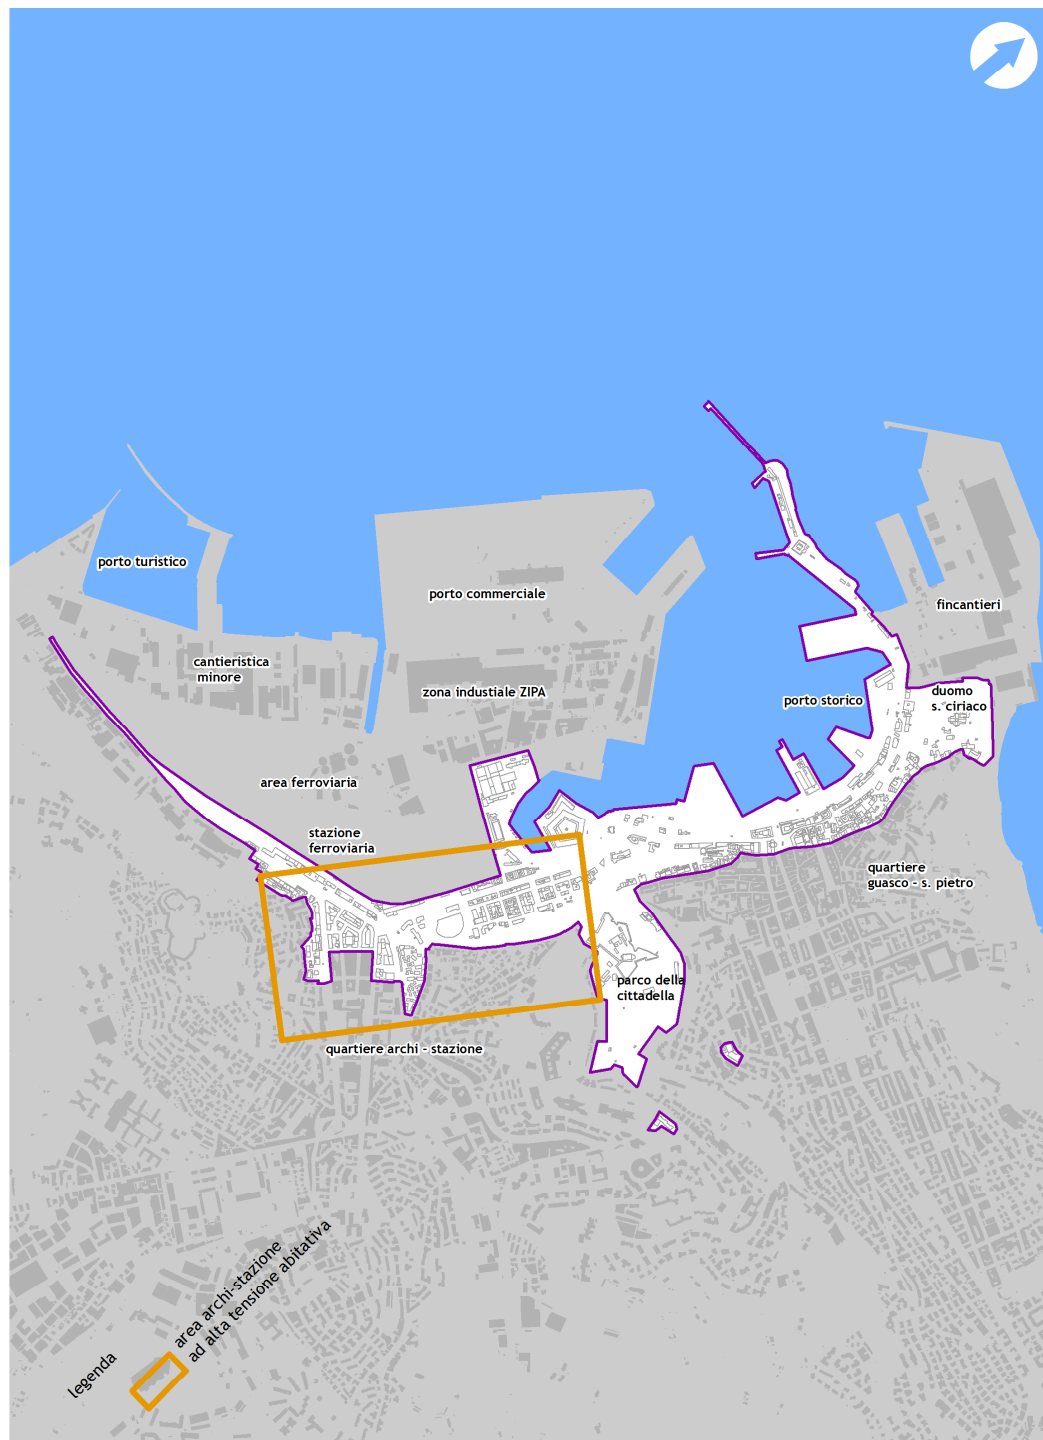 porto turistico
porto commerciale
fincantieri
cantieristica
minore
zona industiale ZIPA
duomo
s. ciriaco
porto storico
area ferroviaria
stazione
ferroviaria
quartiere
guasco - s. pietro
parco della
cittadella
quartiere archi - stazione
legenda
area archi-stazione
ad alta tensione abitativa